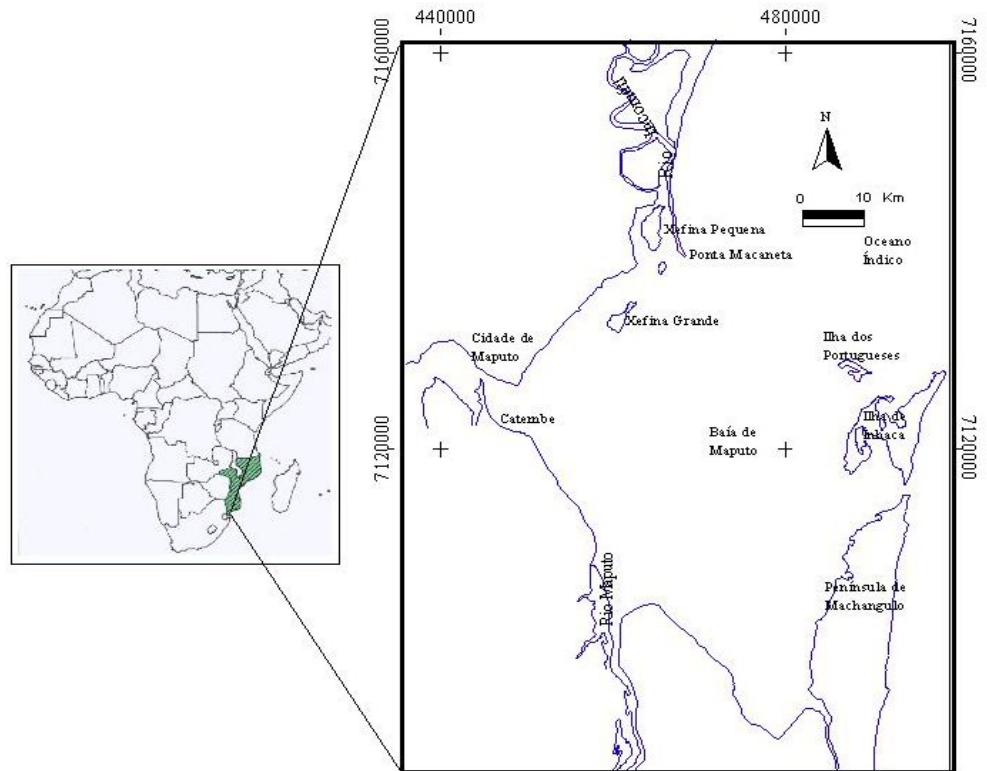 440000
480000
7160000
7160000
Rio Incomati
N
0 10 Km
Xefina Pequena
Ponta Macaneta
Oceano
Índico
Xefina Grande
Cidade de
Maputo
Ilha dos
Portugueses
Catembe
Baía de
Maputo
Ilha de
Inhaca
7120000
7120000
Rio Maputo
Península de
Machangulo